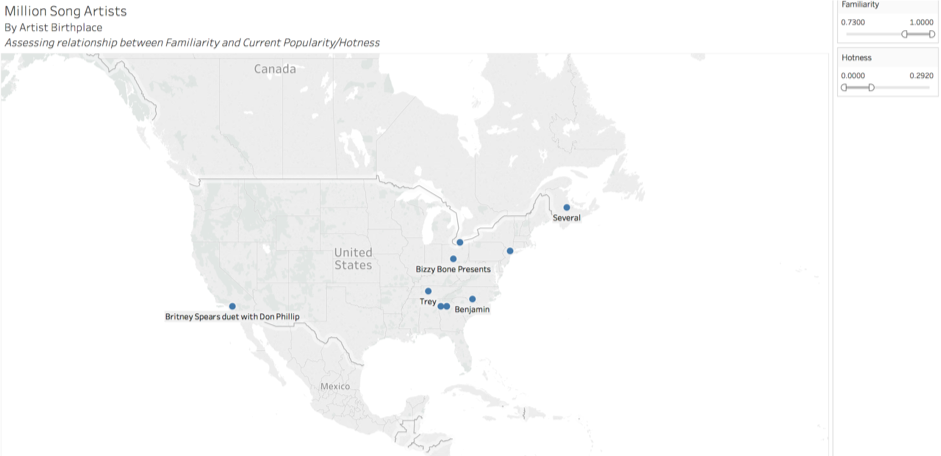 Million Song Artists
By Artist Birthplace
Assessing relationship between Familiarity and Current Popularity/Hotness
Familiarity
0.7300 1.0000
Hotness
0.0000 0.2920
Canada
Several
United
States
Bizzy Bone Presents
Trey
Benjamin
Britney Spears duet with Don Phillip
Mexico